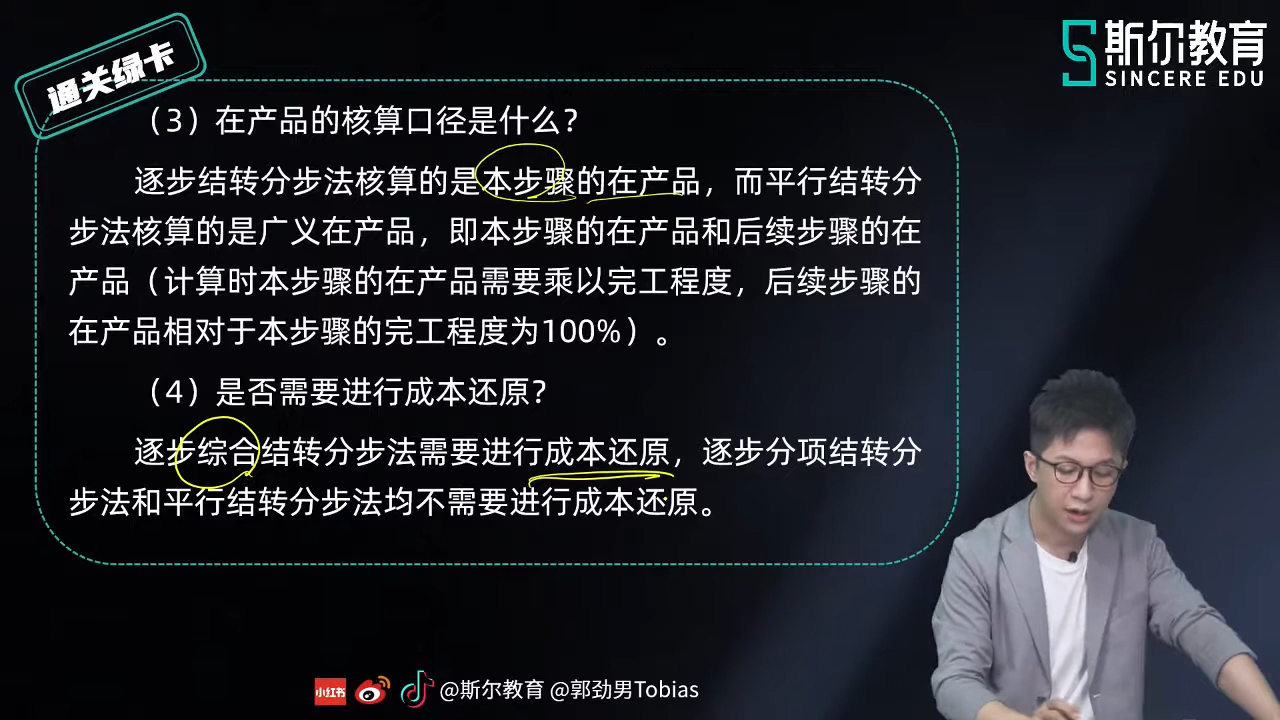 通关绿卡
斯尔教育
SINCERE EDU
（3）在产品的核算口径是什么？
逐步结转分步法核算的是本步骤的在产品，而平行结转分
步法核算的是广义在产品，即本步骤的在产品和后续步骤的在
产品（计算时本步骤的在产品需要乘以完工程度，后续步骤的
在产品相对于本步骤的完工程度为100%）。
（4）是否需要进行成本还原？
逐步综合结转分步法需要进行成本还原，逐步分项结转分
步法和平行结转分步法均不需要进行成本还原。
小红书 @斯尔教育 @郭劲男Tobias